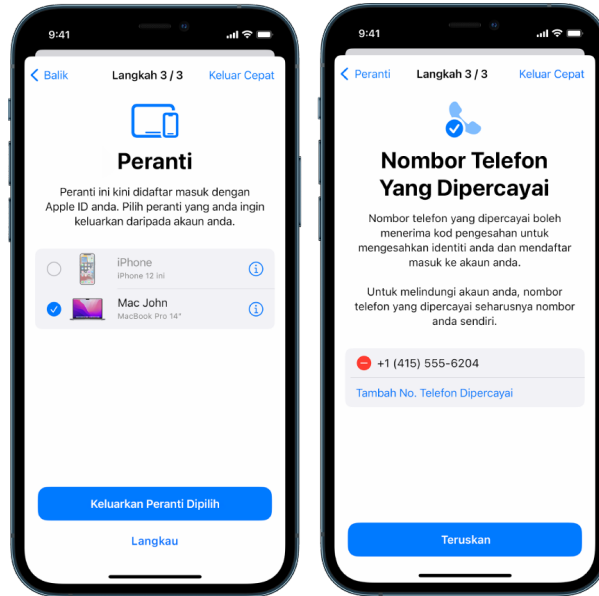 9:41
Balik
Langkah 3 / 3
Keluar Cepat
Peranti
Peranti ini kini didaftar masuk dengan
Apple ID anda. Pilih peranti yang anda ingin
keluarkan daripada akaun anda.
iPhone
iPhone 12 ini
Mac John
MacBook Pro 14"
Keluarkan Peranti Dipilih
Langkau
9:41
Peranti
Langkah 3 / 3
Keluar Cepat
Nombor Telefon
Yang Dipercayai
Nombor telefon yang dipercayai boleh
menerima kod pengesahan untuk
mengesahkan identiti anda dan mendaftar
masuk ke akaun anda.
Untuk melindungi akaun anda, nombor
telefon yang dipercayai seharusnya nombor
anda sendiri.
+1 (415) 555-6204
Tambah No. Telefon Dipercayai
Teruskan